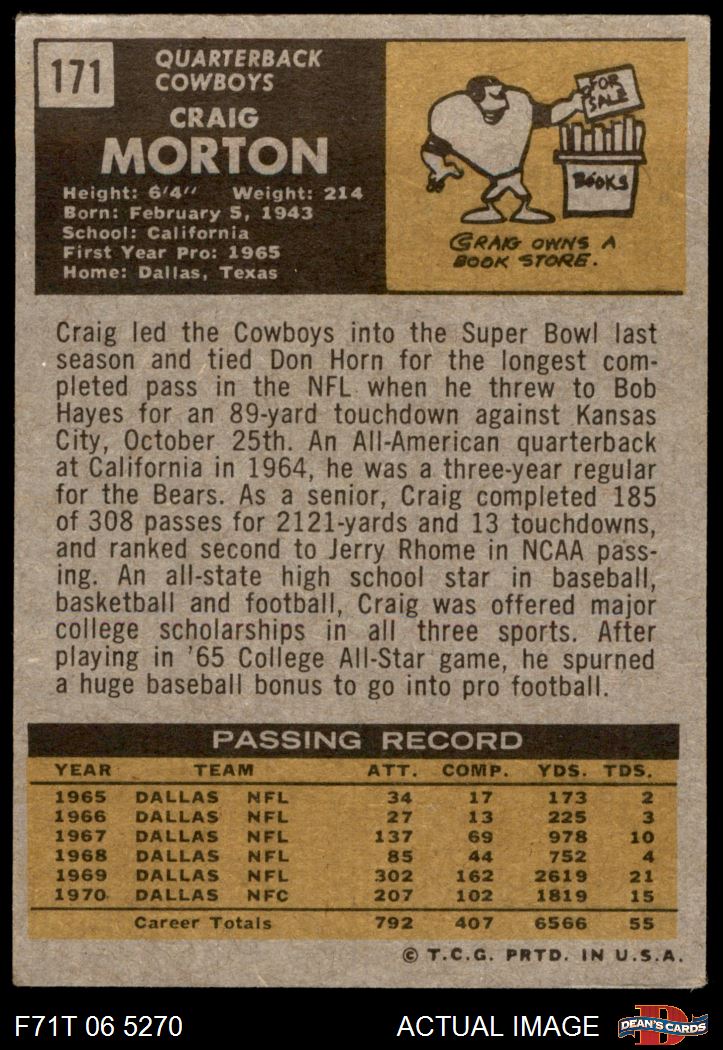 171
QUARTERBACK
COWBOYS
CRAIG
MORTON
Height: 6'4" Weight: 214
Born: February 5, 1943
School: California
First Year Pro: 1965
Home: Dallas, Texas
FOR
SALE
BOOKS
CRAIG OWNS A
BOOK STORE.
Craig led the Cowboys into the Super Bowl last
season and tied Don Horn for the longest com-
pleted pass in the NFL when he threw to Bob
Hayes for an 89-yard touchdown against Kansas
City, October 25th. An All-American quarterback
at California in 1964, he was a three-year regular
for the Bears. As a senior, Craig completed 185
of 308 passes for 2121-yards and 13 touchdowns,
and ranked second to Jerry Rhome in NCAA pass-
ing. An all-state high school star in baseball,
basketball and football, Craig was offered major
college scholarships in all three sports. After
playing in '65 College All-Star game, he spurned
a huge baseball bonus to go into pro football.
PASSING RECORD
YEAR TEAM ATT. COMP. YDS. TDS.
1965 DALLAS NFL 34 17 173 2
1966 DALLAS NFL 27 13 225 3
1967 DALLAS NFL 137 69 978 10
1968 DALLAS NFL 85 44 752 4
1969 DALLAS NFL 302 162 2619 21
1970 DALLAS NFC 207 102 1819 15
Career Totals 792 407 6566 55
© T.C.G. PRTD. IN U.S.A.
F71T 06 5270 ACTUAL IMAGE
D
DEAN'S CARDS